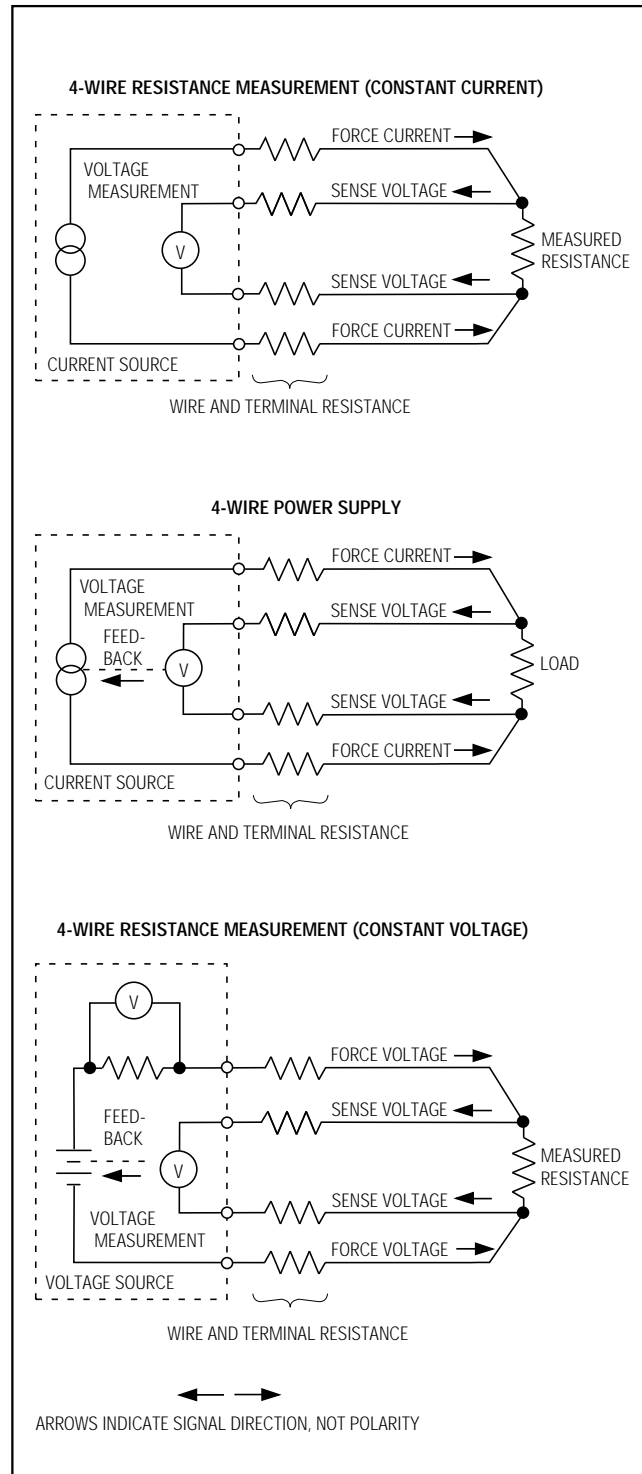 4-WIRE RESISTANCE MEASUREMENT (CONSTANT CURRENT)
FORCE CURRENT
VOLTAGE
MEASUREMENT
SENSE VOLTAGE
V
MEASURED
RESISTANCE
SENSE VOLTAGE
FORCE CURRENT
CURRENT SOURCE
WIRE AND TERMINAL RESISTANCE
4-WIRE POWER SUPPLY
FORCE CURRENT
VOLTAGE
MEASUREMENT
SENSE VOLTAGE
FEED-
BACK
V
LOAD
SENSE VOLTAGE
FORCE CURRENT
CURRENT SOURCE
WIRE AND TERMINAL RESISTANCE
4-WIRE RESISTANCE MEASUREMENT (CONSTANT VOLTAGE)
V
FORCE VOLTAGE
FEED-
BACK
SENSE VOLTAGE
V
MEASURED
RESISTANCE
SENSE VOLTAGE
VOLTAGE
MEASUREMENT
FORCE VOLTAGE
VOLTAGE SOURCE
WIRE AND TERMINAL RESISTANCE
ARROWS INDICATE SIGNAL DIRECTION, NOT POLARITY